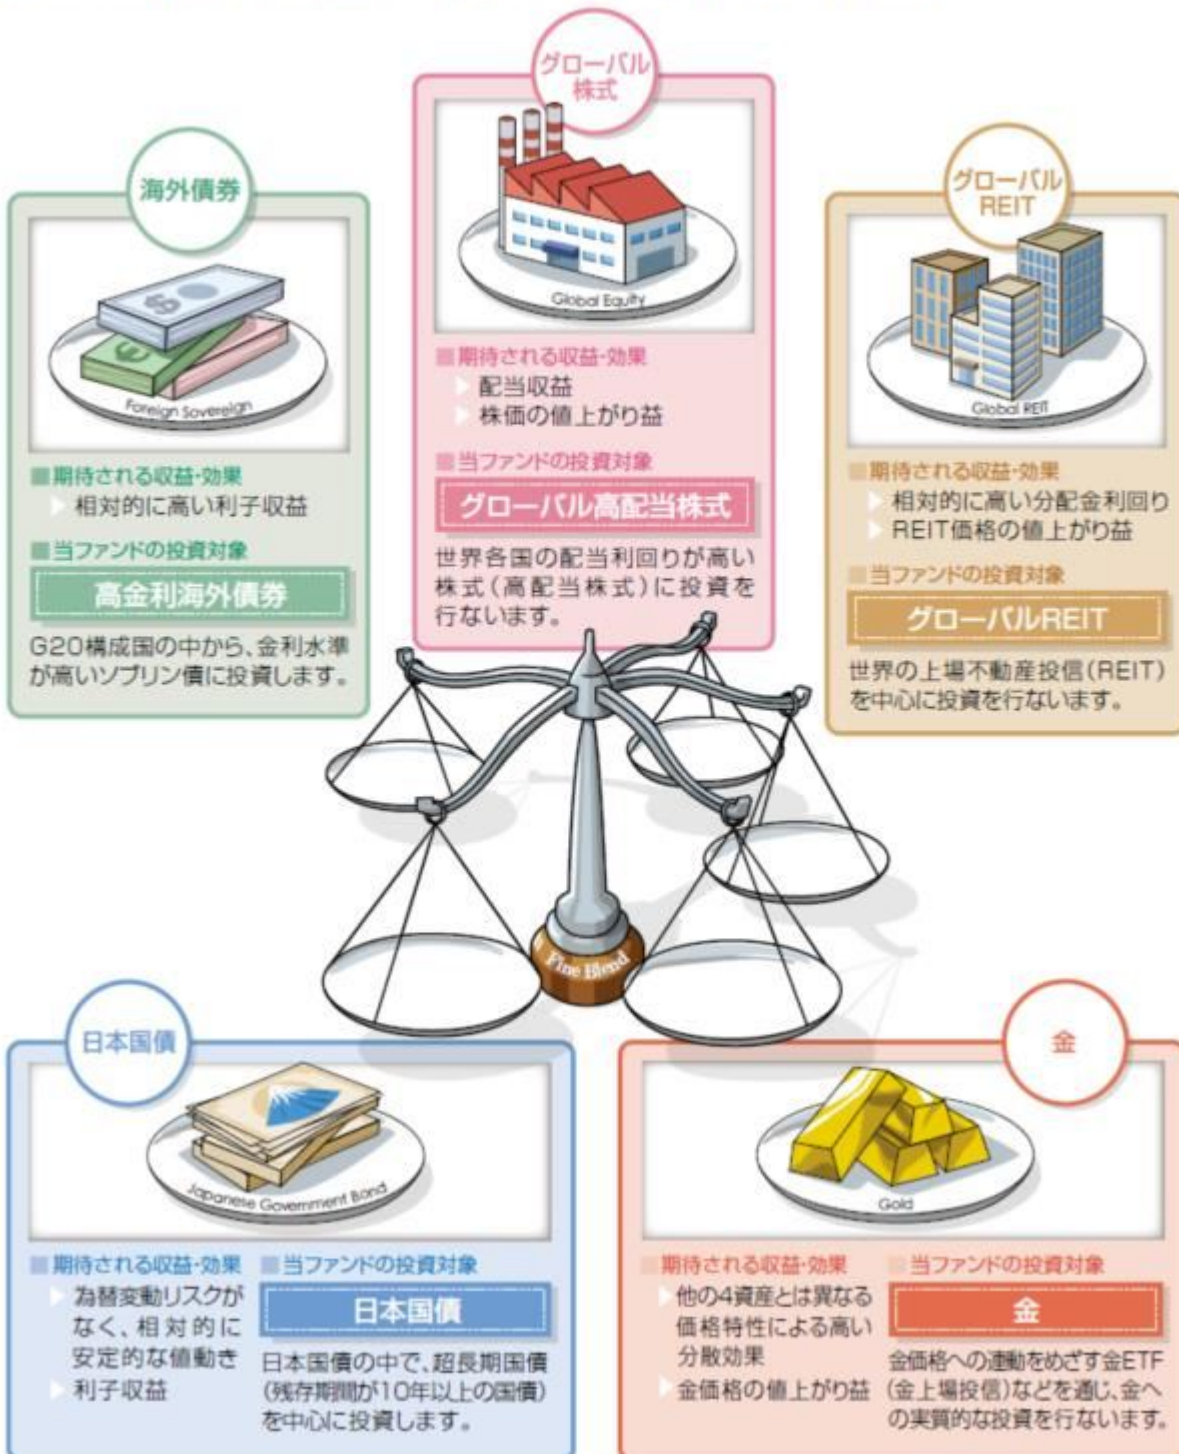 グローバル
株式
海外債券
グローバル
REIT
Foreign Sovereign
■期待される収益・効果
相対的に高い利子収益
■当ファンドの投資対象
高金利海外債券
G20構成国の中から、金利水準
が高いソブリン債に投資します。
Global Equity
■期待される収益・効果
配当収益
株価の値上がり益
■当ファンドの投資対象
グローバル高配当株式
世界各国の配当利回りが高い
株式(高配当株式)に投資を
行ないます。
Global REIT
■期待される収益・効果
相対的に高い分配金利回り
REIT価格の値上がり益
■当ファンドの投資対象
グローバルREIT
世界の上場不動産投信(REIT)
を中心に投資を行ないます。
Fine Blend
日本国債
Japanese Government Bond
■期待される収益・効果
為替変動リスクが
なく、相対的に
安定的な値動き
利子収益
■当ファンドの投資対象
日本国債
日本国債の中で、超長期国債
(残存期間が10年以上の国債)
を中心に投資します。
金
Gold
■期待される収益・効果
他の4資産とは異なる
価格特性による高い
分散効果
金価格の値上がり益
■当ファンドの投資対象
金
金価格への連動をめざす金ETF
(金上場投信)などを通じ、金へ
の実質的な投資を行ないます。